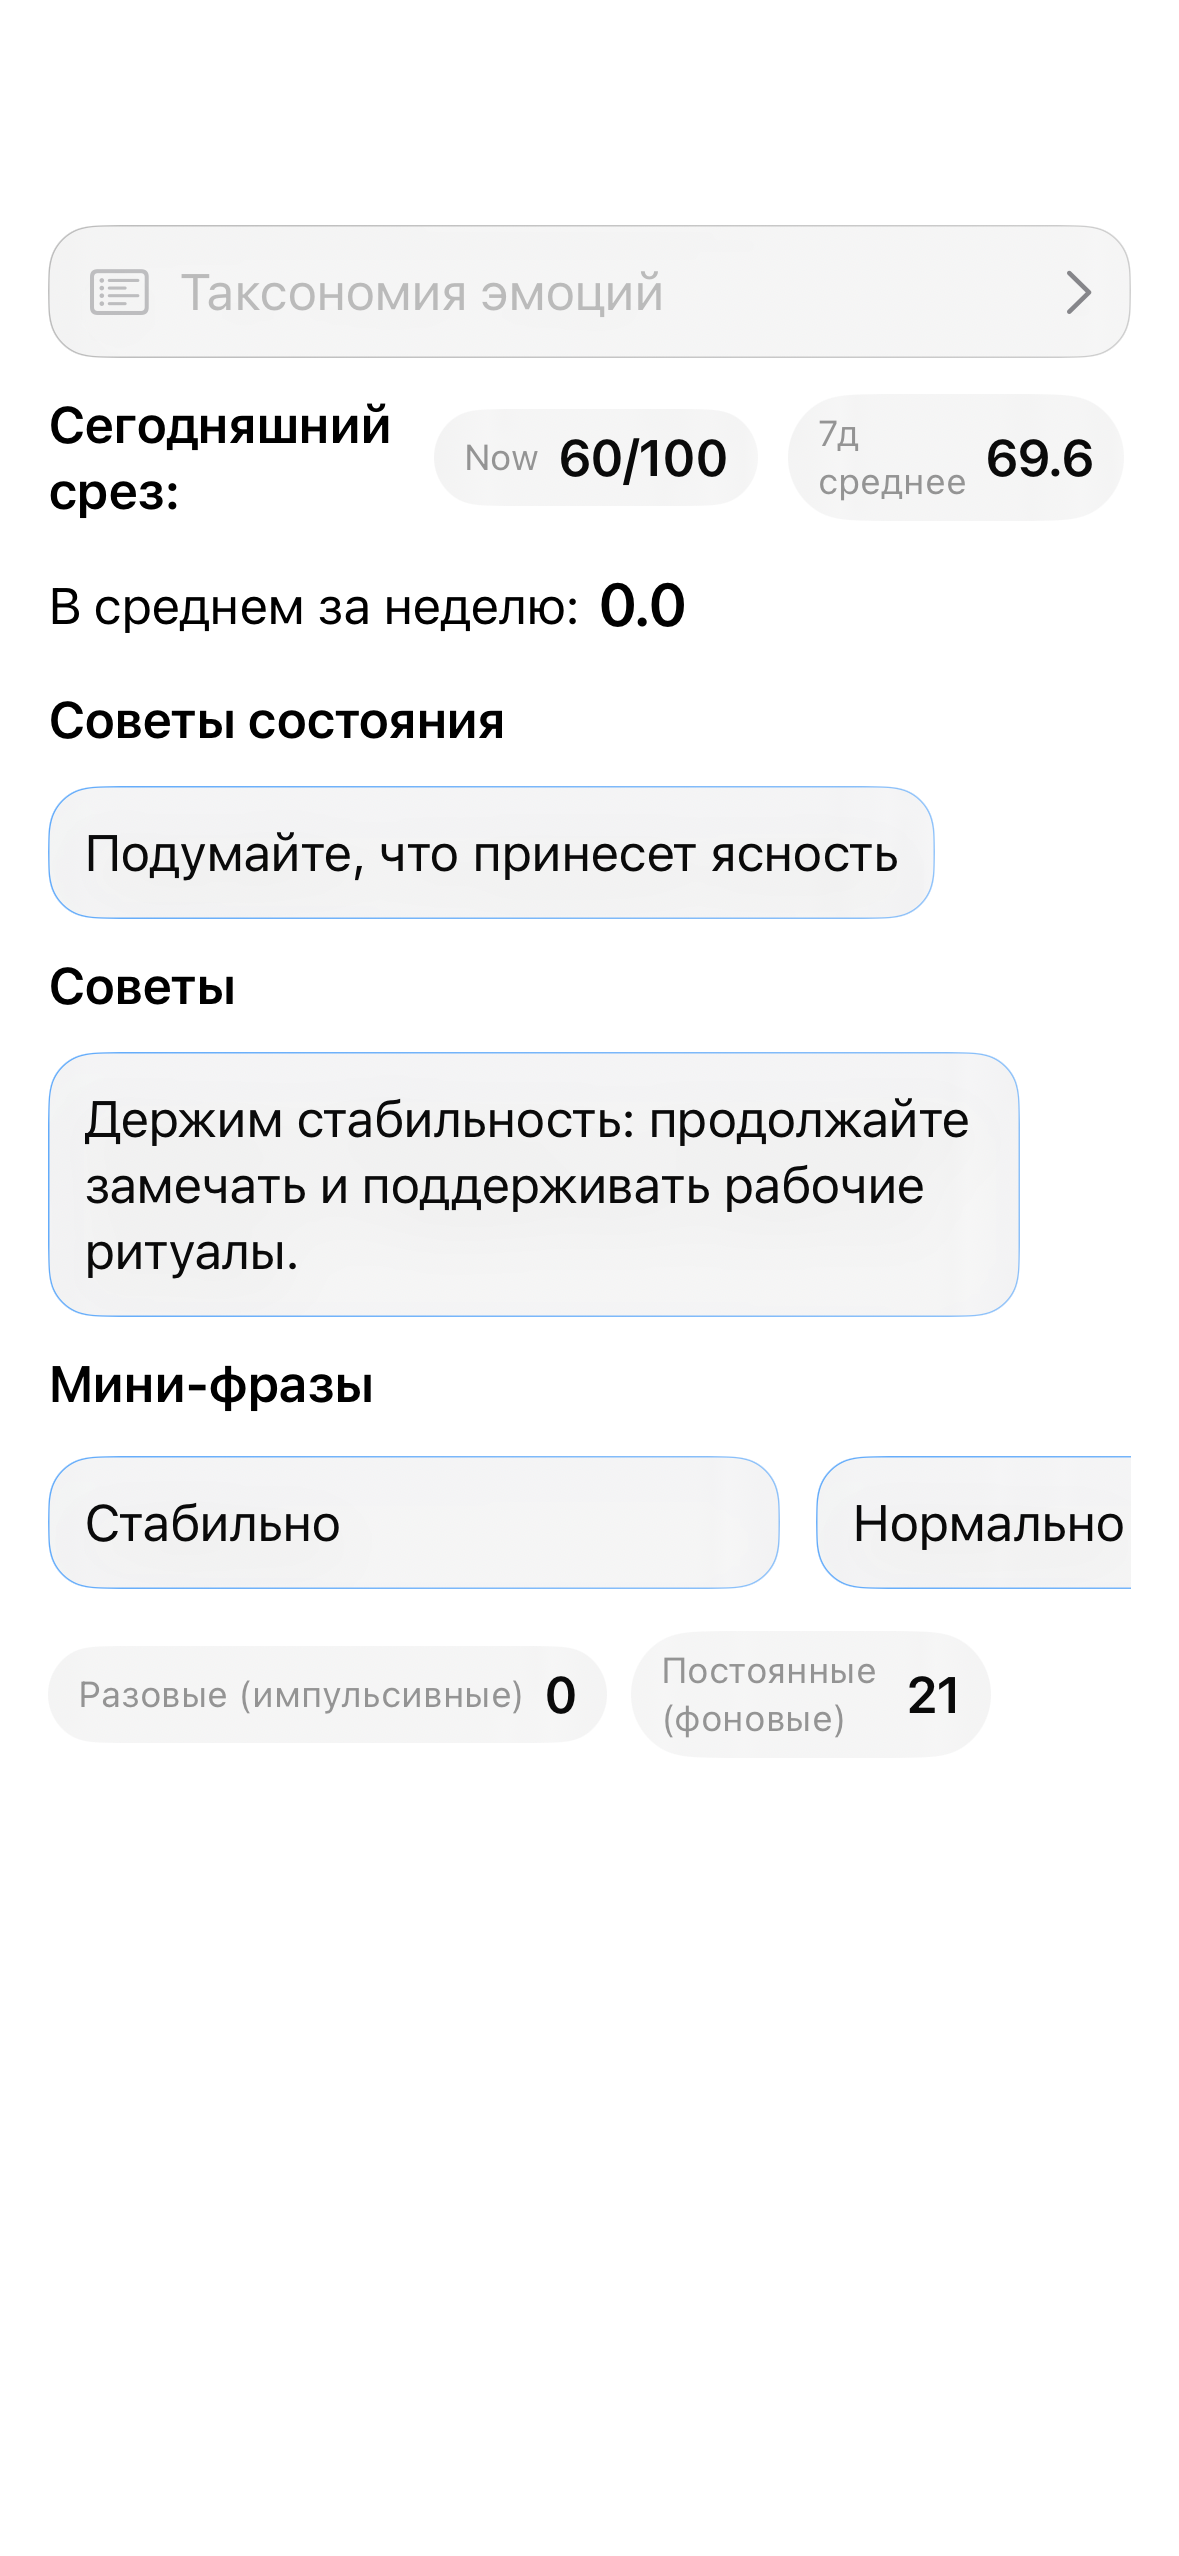 Таксономия эмоций
Сегодняшний
срез:
Now 60/100
7д
среднее 69.6
В среднем за неделю: 0.0
Советы состояния
Подумайте, что принесет ясность
Советы
Держим стабильность: продолжайте
замечать и поддерживать рабочие
ритуалы.
Мини-фразы
Стабильно
Нормально
Разовые (импульсивные) 0
Постоянные
(фоновые) 21